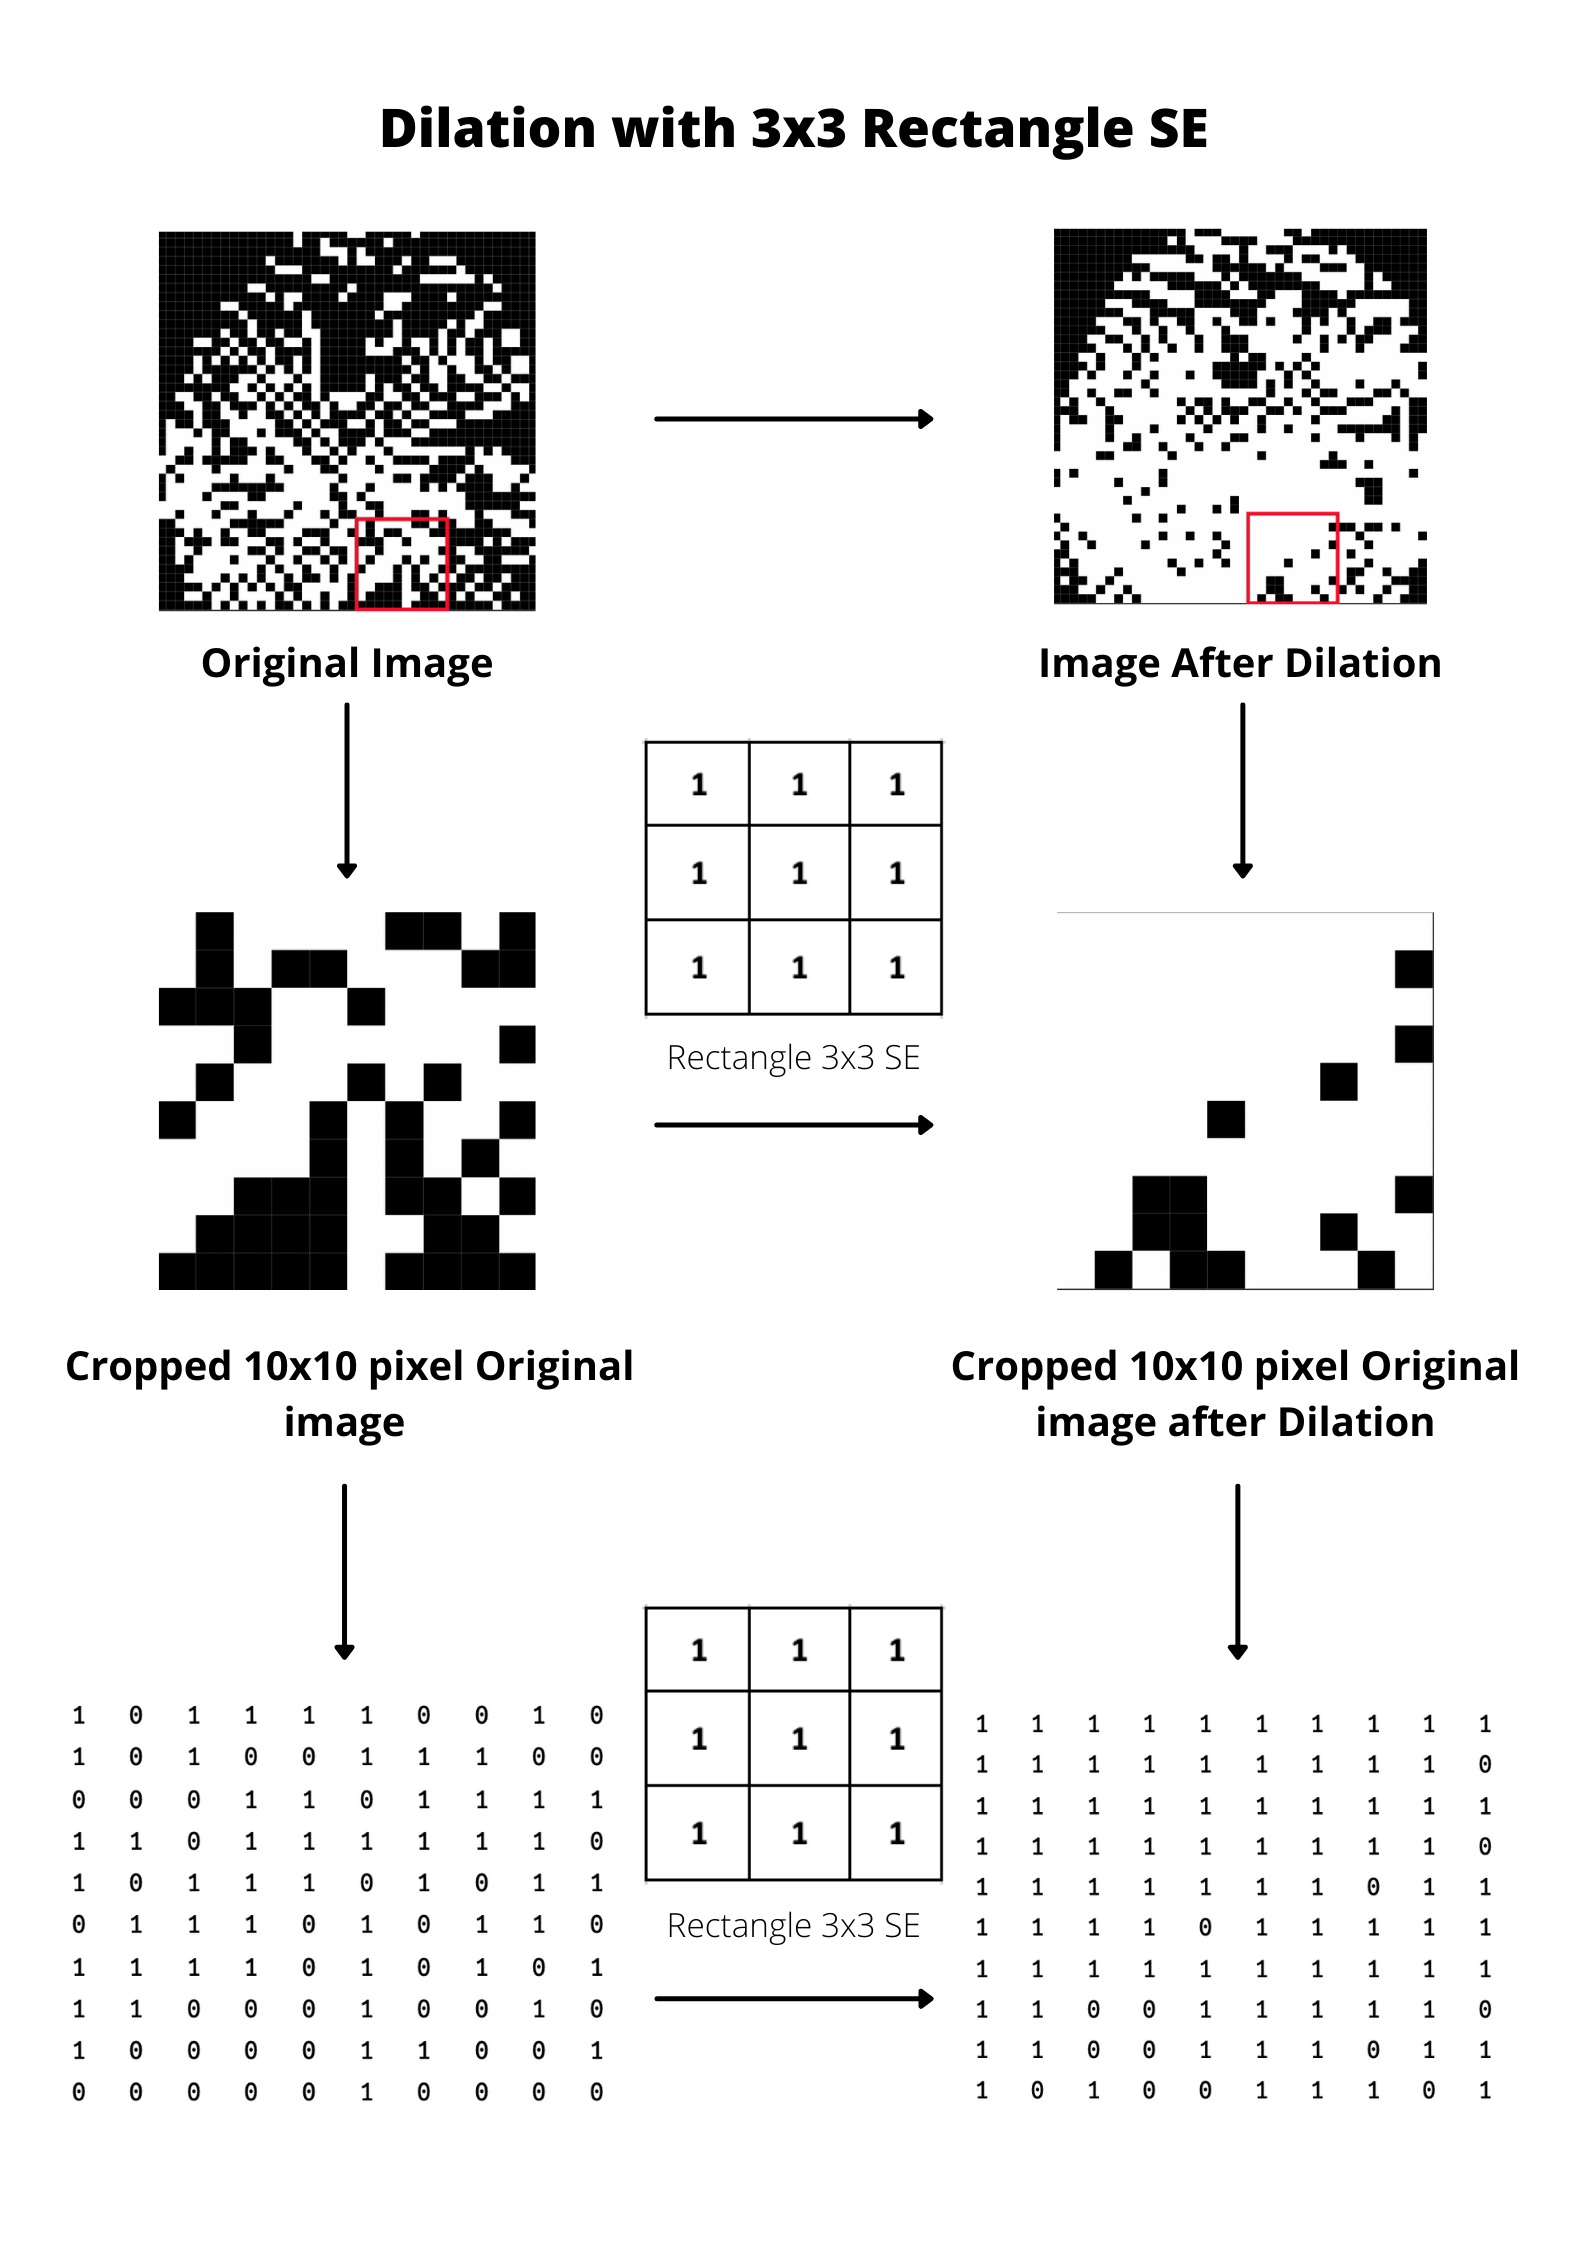 Dilation with 3x3 Rectangle SE
Original Image
Image After Dilation
1 1 1
1 1 1
1 1 1
Rectangle 3x3 SE
Cropped 10x10 pixel Original
image
Cropped 10x10 pixel Original
image after Dilation
1 0 1 1 1 1 0 0 1 0
1 0 1 0 0 1 1 1 0 0
0 0 0 1 1 0 1 1 1 1
1 1 0 1 1 1 1 1 1 0
1 0 1 1 1 0 1 0 1 1
0 1 1 1 0 1 0 1 1 0
1 1 1 1 0 1 0 1 0 1
1 1 0 0 0 1 0 0 1 0
1 0 0 0 0 1 1 0 0 1
0 0 0 0 0 1 0 0 0 0
1 1 1
1 1 1
1 1 1
Rectangle 3x3 SE
1 1 1 1 1 1 1 1 1 1
1 1 1 1 1 1 1 1 1 0
1 1 1 1 1 1 1 1 1 1
1 1 1 1 1 1 1 1 1 0
1 1 1 1 1 1 1 0 1 1
1 1 1 1 0 1 1 1 1 1
1 1 1 1 1 1 1 1 1 1
1 1 0 0 1 1 1 1 1 0
1 1 0 0 1 1 1 0 1 1
1 0 1 0 0 1 1 1 0 1